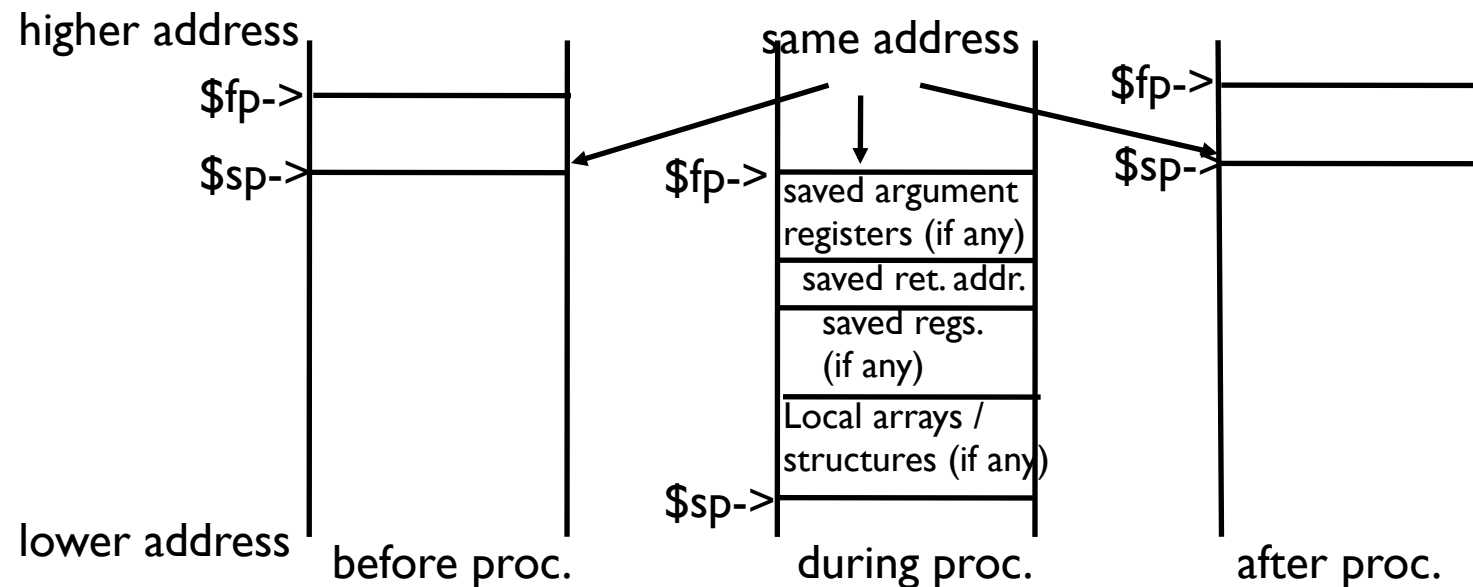 higher address
same address
$fp->
$sp->
$fp->
saved argument
registers (if any)
saved ret. addr.
saved regs.
(if any)
Local arrays /
structures (if any)
$sp->
$fp->
$sp->
lower address
before proc.
during proc.
after proc.